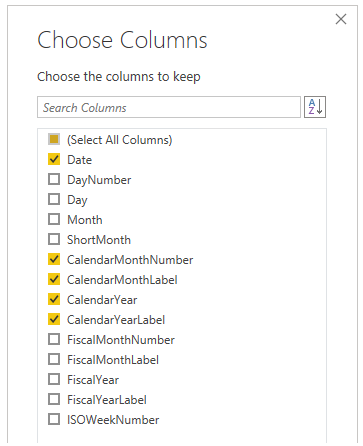 Choose Columns
Choose the columns to keep
Search Columns
A
Z
(Select All Columns)
Date
DayNumber
Day
Month
ShortMonth
CalendarMonthNumber
CalendarMonthLabel
CalendarYear
CalendarYearLabel
FiscalMonthNumber
FiscalMonthLabel
FiscalYear
FiscalYearLabel
ISOWeekNumber